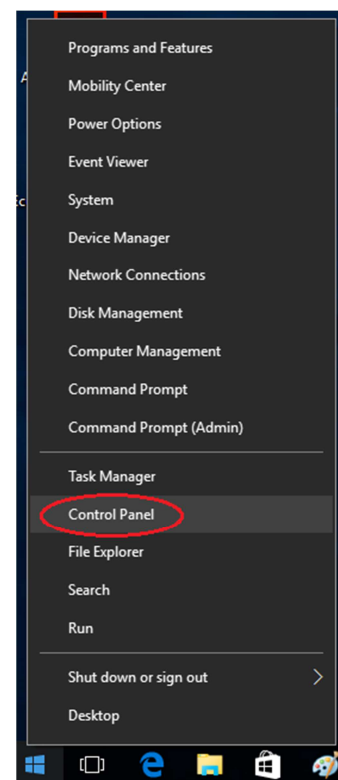 Programs and Features
Mobility Center
Power Options
Event Viewer
System
Device Manager
Network Connections
Disk Management
Computer Management
Command Prompt
Command Prompt (Admin)
Task Manager
Control Panel
File Explorer
Search
Run
Shut down or sign out
Desktop